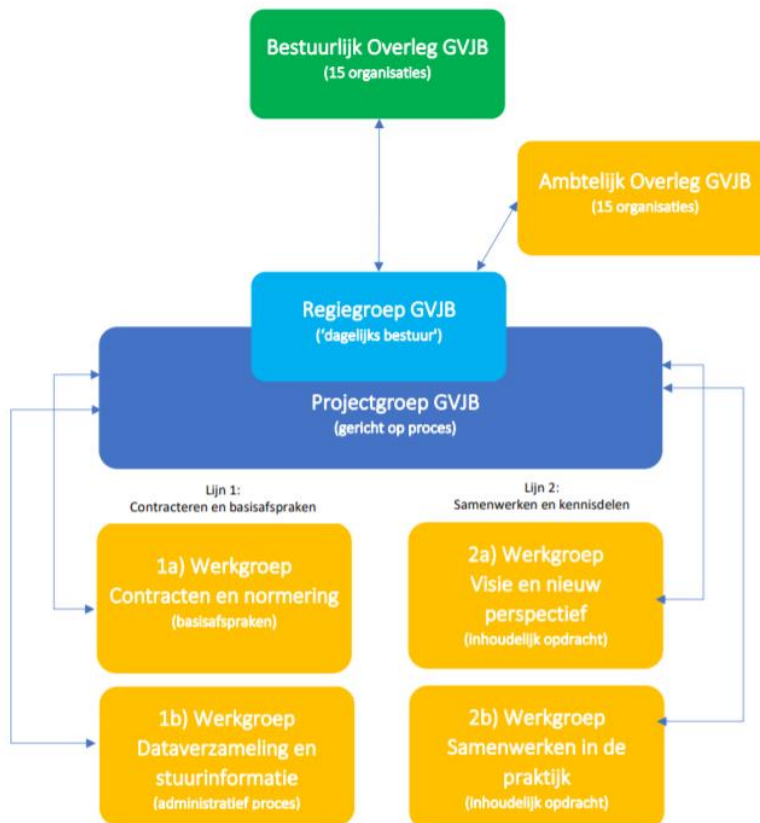 Bestuurlijk Overleg GVJB
(15 organisaties)
Ambtelijk Overleg GVJB
(15 organisaties)
Regiegroep GVJB
('dagelijks bestuur')
Projectgroep GVJB
(gericht op proces)
Lijn 1:
Contracteren en basisafspraken
Lijn 2:
Samenwerken en kennisdelen
1a) Werkgroep
Contracten en normering
(basisafspraken)
2a) Werkgroep
Visie en nieuw
perspectief
(inhoudelijk opdracht)
1b) Werkgroep
Dataverzameling en
stuurinformatie
(administratief proces)
2b) Werkgroep
Samenwerken in de
praktijk
(inhoudelijk opdracht)